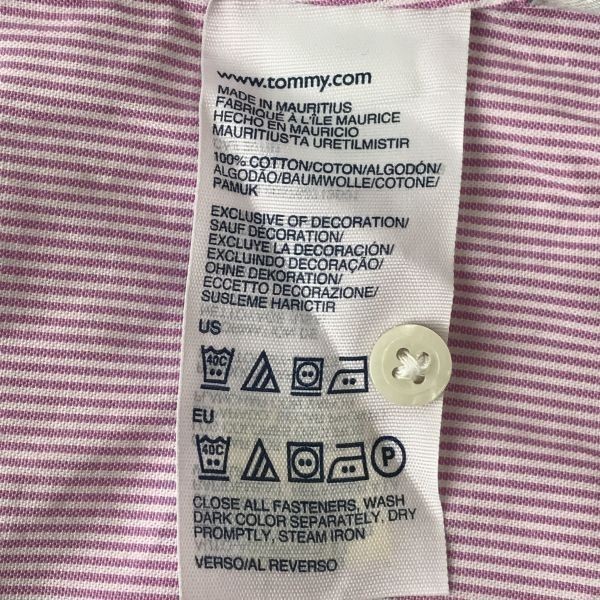 www.tommy.com
MADE IN MAURITIUS
FABRIQUÉ À L'ÎLE MAURICE
HECHO EN MAURICIO
MAURITIUS'TA URETILMISTIR
100% COTTON/COTON/ALGODÓN/
ALGODÃO/BAUMWOLLE/COTONE/
PAMUK
EXCLUSIVE OF DECORATION/
SAUF DÉCORATION/
EXCLUYE LA DECORACIÓN/
EXCLUINDO DECORAÇÃO/
OHNE DEKORATION/
ECCETTO DECORAZIONE/
SUSLEME HARICTIR
US
40C
EU
40C P
CLOSE ALL FASTENERS, WASH
DARK COLOR SEPARATELY, DRY
PROMPTLY, STEAM IRON
VERSO/AL REVERSO